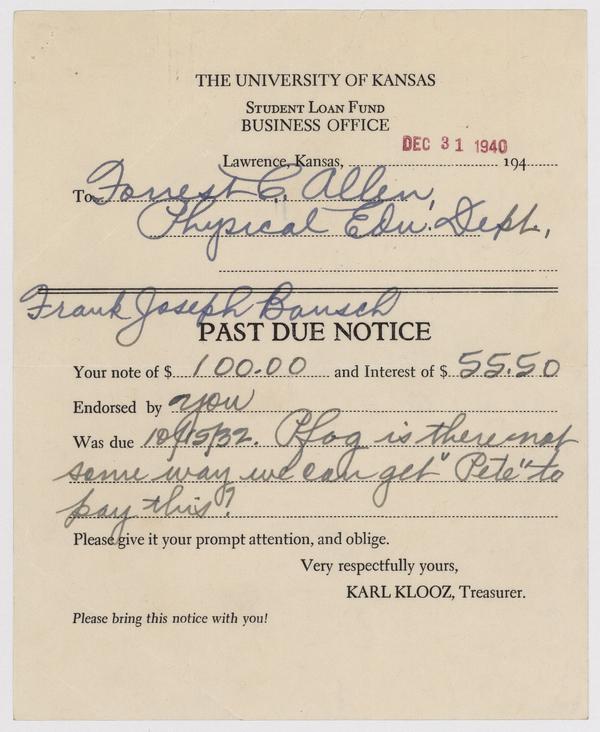 THE UNIVERSITY OF KANSAS
STUDENT LOAN FUND
BUSINESS OFFICE
DEC 31 1940
Lawrence, Kansas, 194
To Forrest C. Allen,
Physical Edu. Dept.,
Frank Joseph Bausch
PAST DUE NOTICE
Your note of $ 100.00 and Interest of $ 55.50
Endorsed by you
Was due 10/15/32. is there not
some way we can get "Pete" to
pay this?
Please give it your prompt attention, and oblige.
Very respectfully yours,
KARL KLOOZ, Treasurer.
Please bring this notice with you!